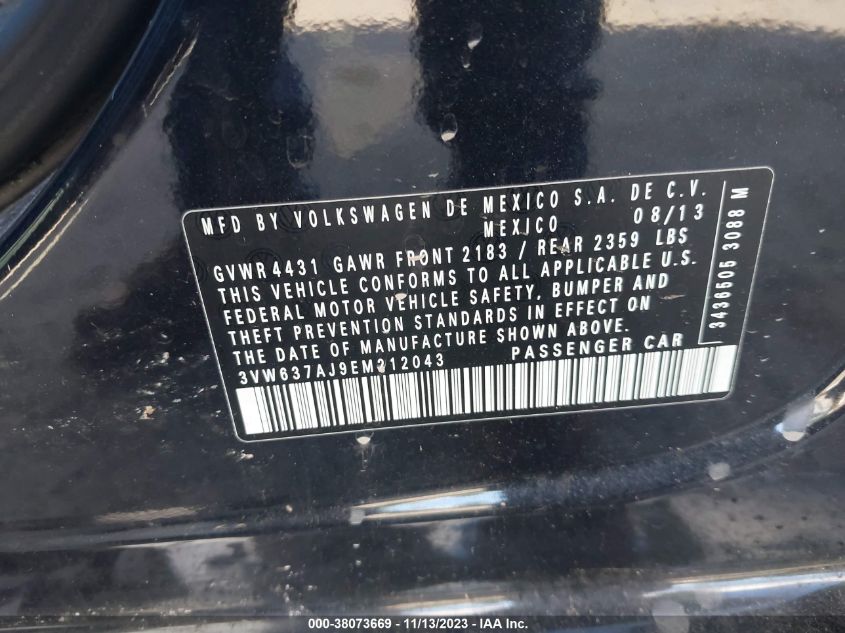 MFD BY VOLKSWAGEN DE MEXICO S.A. DE C.V.
MEXICO 08/13
GVWR 4431 GAWR FRONT 2183 / REAR 2359 LBS
THIS VEHICLE CONFORMS TO ALL APPLICABLE U.S.
FEDERAL MOTOR VEHICLE SAFETY, BUMPER AND
THEFT PREVENTION STANDARDS IN EFFECT ON
THE DATE OF MANUFACTURE SHOWN ABOVE.
3VW637AJ9EM212043 PASSENGER CAR
3436505 3088 M
000-38073669 - 11/13/2023 - IAAI Inc.